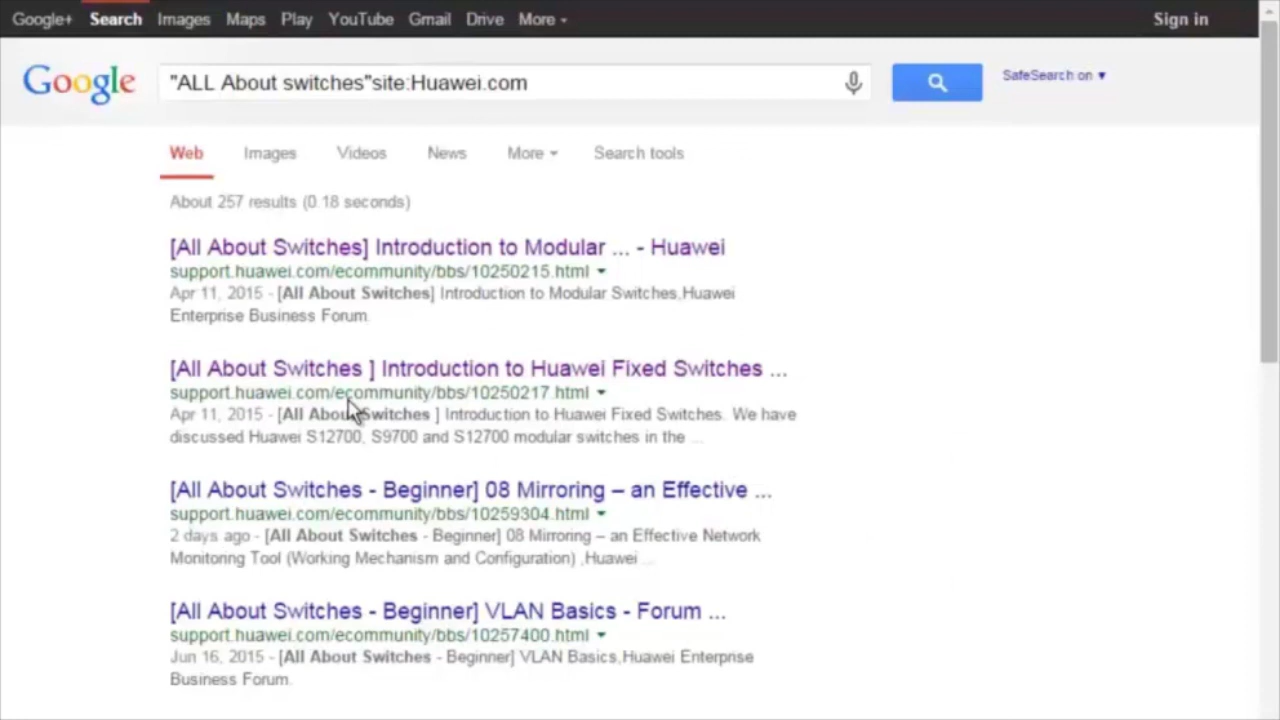 Google+ Search Images Maps Play YouTube Gmail Drive More Sign in
Google "ALL About switches"site:Huawei.com SafeSearch on
Web Images Videos News More Search tools
About 257 results (0.18 seconds)
[All About Switches] Introduction to Modular ... - Huawei
support.huawei.com/ecommunity/bbs/10250215.html
Apr 11, 2015 - [All About Switches] Introduction to Modular Switches,Huawei
Enterprise Business Forum.
[All About Switches ] Introduction to Huawei Fixed Switches ...
support.huawei.com/ecommunity/bbs/10250217.html
Apr 11, 2015 - [All About Switches ] Introduction to Huawei Fixed Switches. We have
discussed Huawei S12700, S9700 and S12700 modular switches in the ...
[All About Switches - Beginner] 08 Mirroring – an Effective ...
support.huawei.com/ecommunity/bbs/10259304.html
2 days ago - [All About Switches - Beginner] 08 Mirroring – an Effective Network
Monitoring Tool (Working Mechanism and Configuration) ,Huawei ...
[All About Switches - Beginner] VLAN Basics - Forum ...
support.huawei.com/ecommunity/bbs/10257400.html
Jun 16, 2015 - [All About Switches - Beginner] VLAN Basics,Huawei Enterprise
Business Forum.